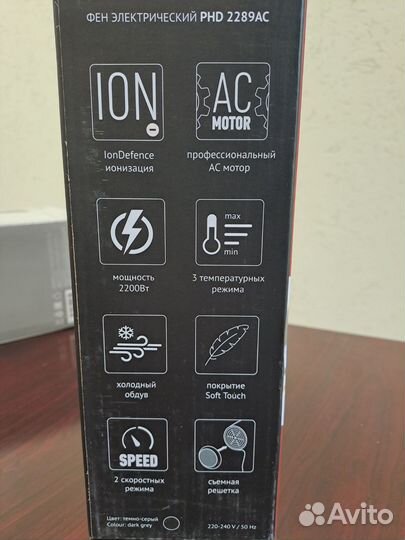 ФЕН ЭЛЕКТРИЧЕСКИЙ PHD 2289AC
ION
AC
MOTOR
IonDefence
ионизация
профессиональный
AC мотор
max
min
мощность
2200Вт
3 температурных
режима
холодный
обдув
покрытие
Soft Touch
SPEED
2 скоростных
режима
съемная
решетка
Цвет: темно-серый
Colour: dark grey
220-240 V / 50 Hz
Avito